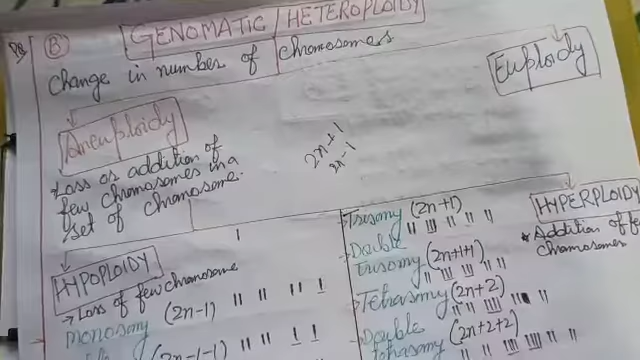 B
GENOMATIC / HETEROPLOIDY
Change in number of chromosomes
Euploidy
Aneuploidy
Loss or addition of
few chromosomes in a
set of chromosome.
2n+1
2n-1
HYPERPLOIDY
* Addition of few
chromosomes
HYPOPLOIDY
→ Loss of few chromosome
Monosomy (2n-1)
(2n-1-1)
Trisomy (2n+1)
Double
trisomy (2n+1+1)
Tetrasomy (2n+2)
Double
tetrasomy (2n+2+2)